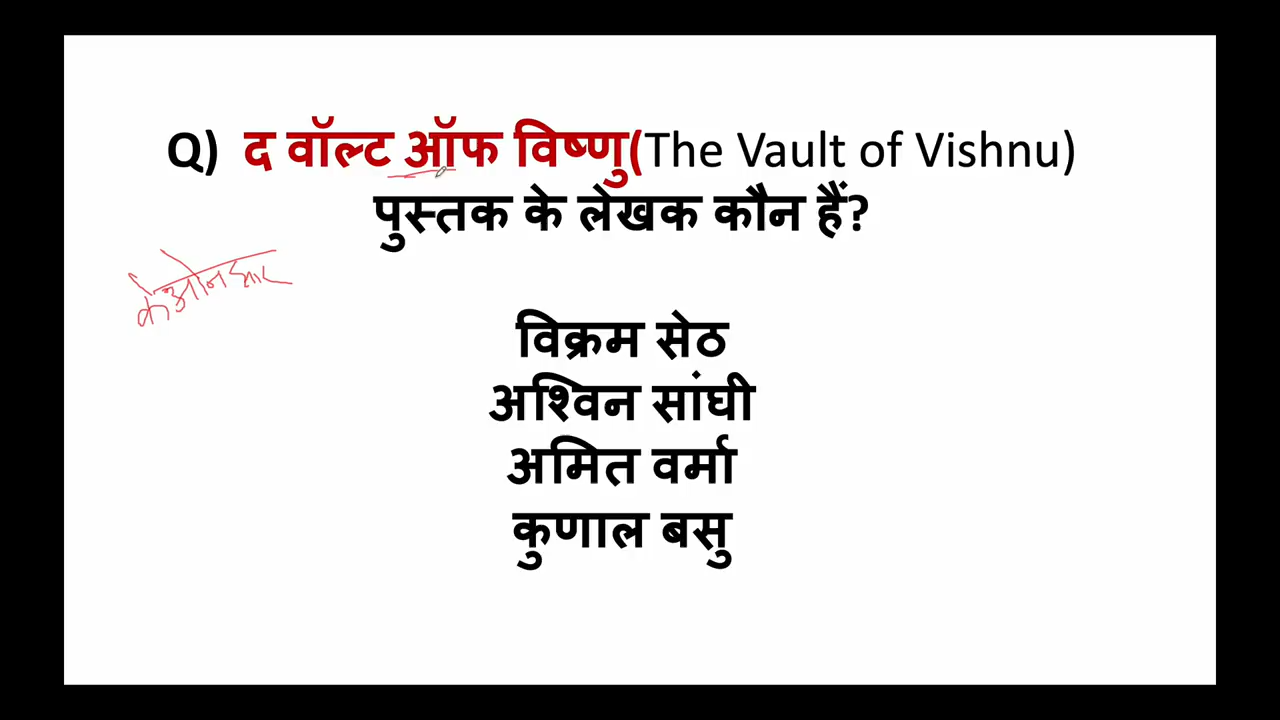 Q) द वॉल्ट ऑफ विष्णु(The Vault of Vishnu)
पुस्तक के लेखक कौन हैं?
विक्रम सेठ
अश्विन सांघी
अमित वर्मा
कुणाल बसु